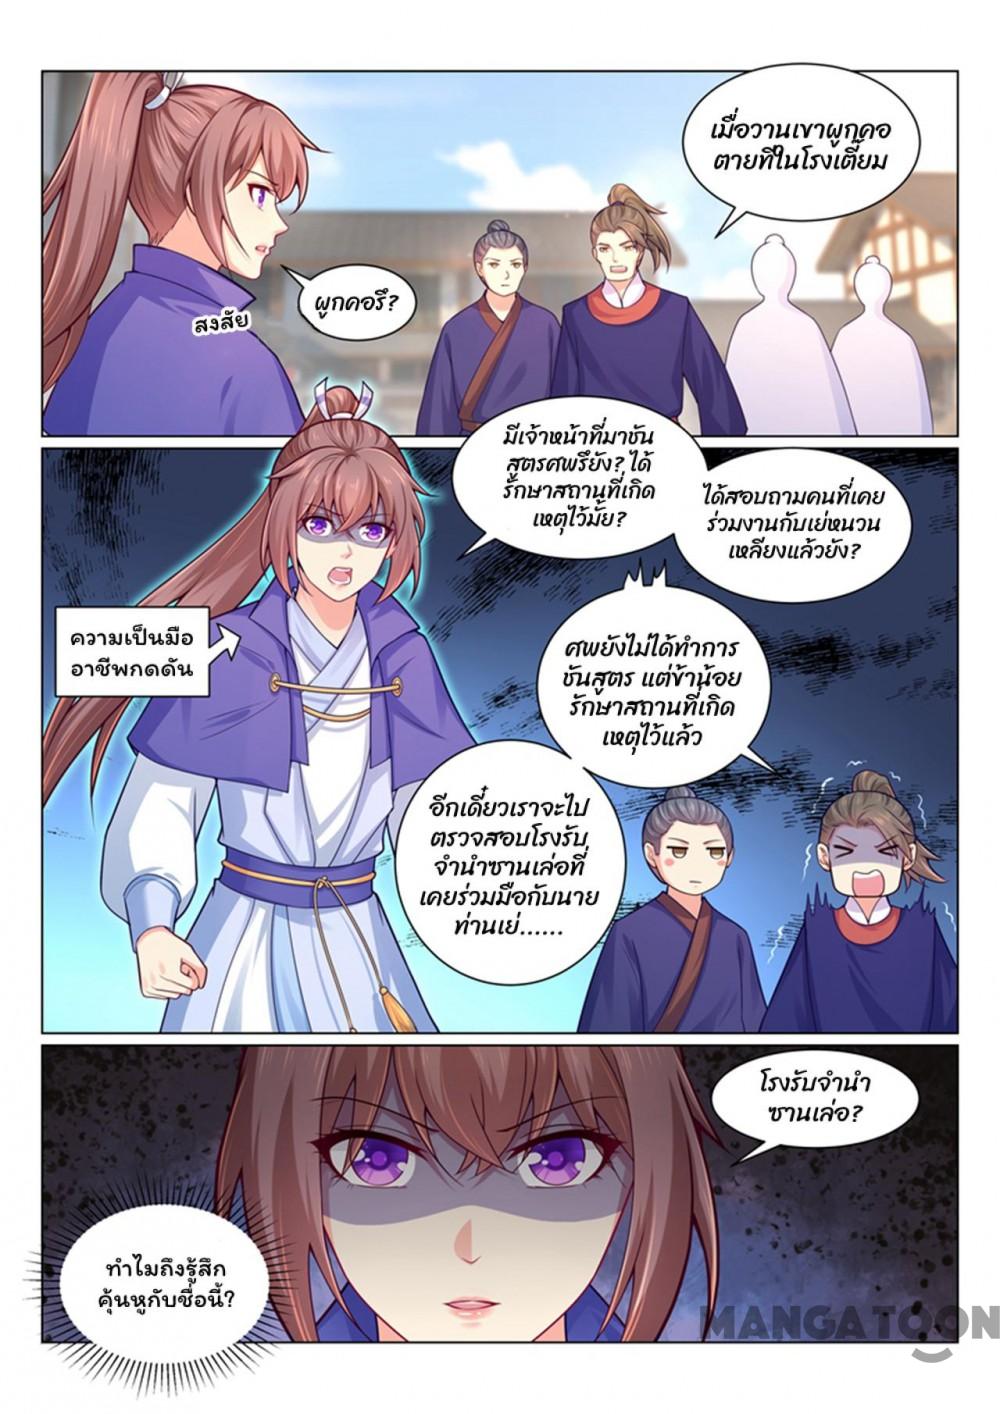 เมื่อวานเขาผูกคอ
ตายที่ในโรงเตี๊ยม
ผูกคอรึ?
สงสัย
มีเจ้าหน้าที่มาชัน
สูตรศพรึยัง? ได้
รักษาสถานที่เกิด
เหตุไว้มั้ย?
ได้สอบถามคนที่เคย
ร่วมงานกับเย่หนวน
เหลียงแล้วยัง?
ความเป็นมือ
อาชีพกดดัน
ศพยังไม่ได้ทำการ
ชันสูตร แต่ข้าน้อย
รักษาสถานที่เกิด
เหตุไว้แล้ว
อีกเดี๋ยวเราจะไป
ตรวจสอบโรงรับ
จำนำซานเล่อที่
เคยร่วมมือกับนาย
ท่านเย่......
โรงรับจำนำ
ซานเล่อ?
ทำไมถึงรู้สึก
คุ้นหูกับชื่อนี้?
MANGATOON